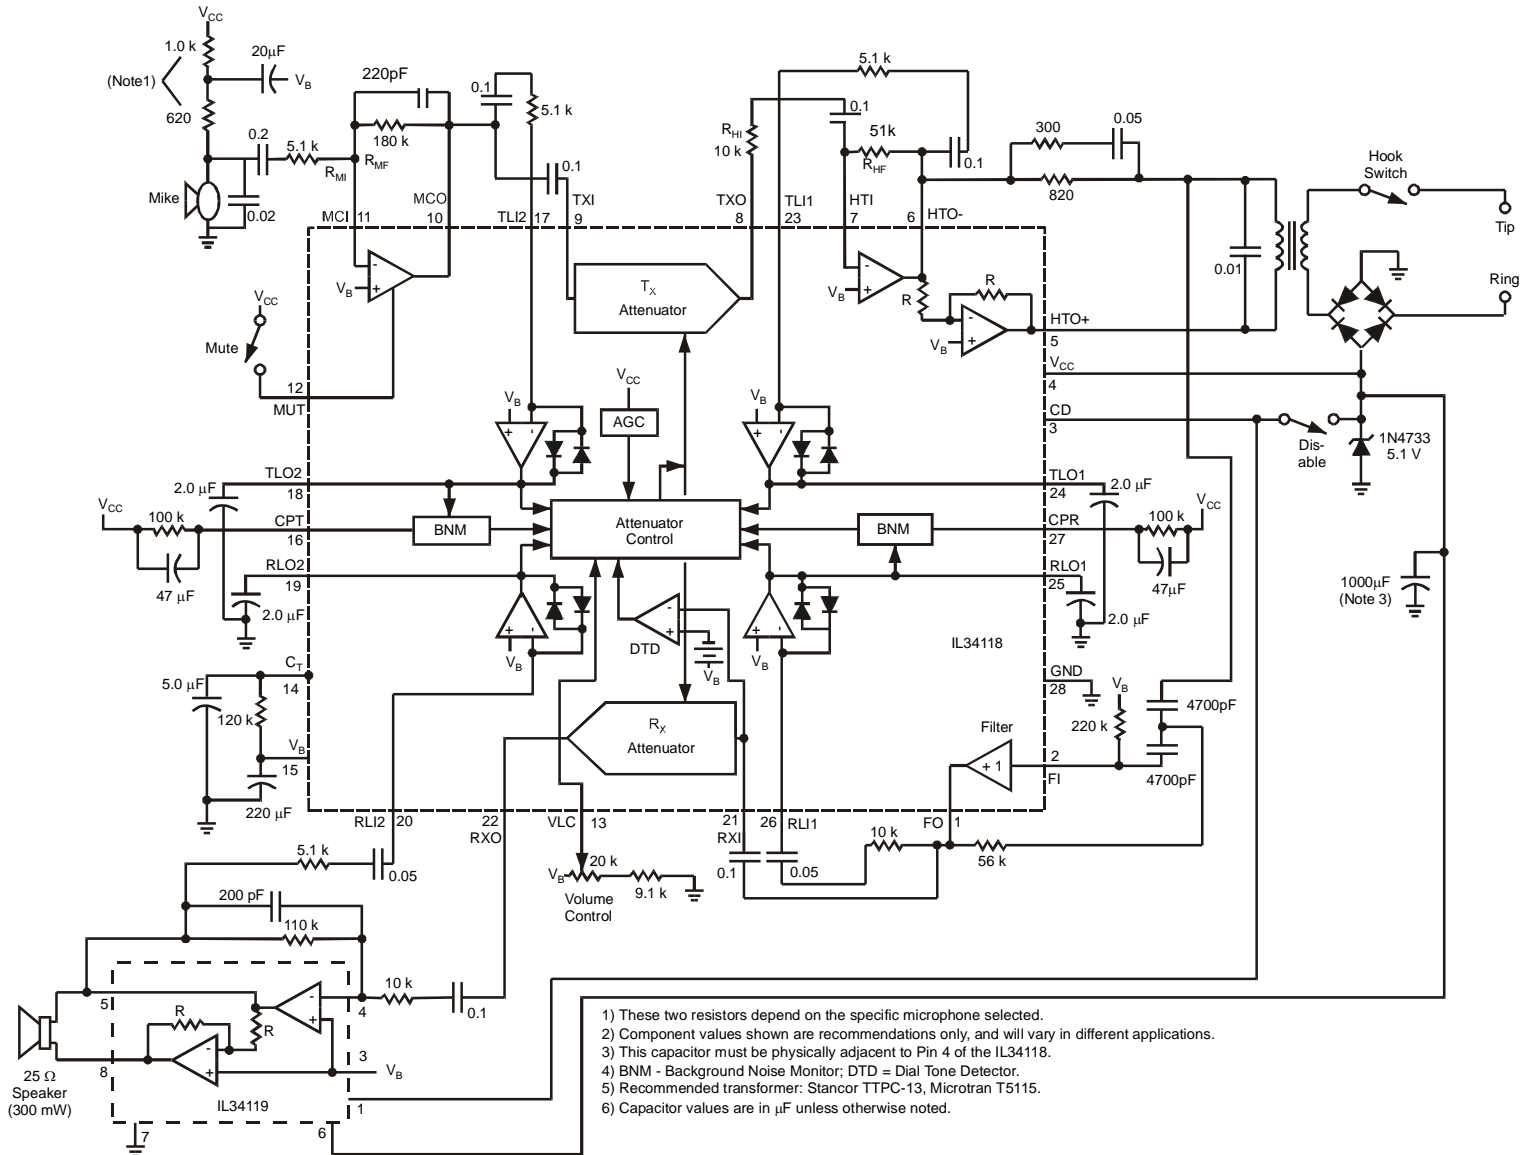 VCC
1.0 k
20μF
(Note1)
VB
620
220pF
0.1
5.1 k
180 k
0.2
5.1 k
RMI
RMF
0.1
Mike
0.02
MCI 11
MCO
10
TLI2 17
TXI
9
5.1 k
0.1
RHI
10 k
51k
RHF
0.1
TXO
8
TLI1
23
HTI
7
6
HTO-
300
0.05
820
0.01
Hook
Switch
Tip
Ring
VB
- +
TX
Attenuator
VB
- +
R
R
VB
- +
HTO+
5
VCC
4
CD
3
Dis-
able
1N4733
5.1 V
VCC
Mute
12
MUT
VB
+ -
VCC
AGC
VB
+ -
TLO2
18
2.0 μF
VCC
100 k
CPT
16
47 μF
BNM
Attenuator
Control
BNM
TLO1
24
2.0 μF
CPR
27
100 k
VCC
47μF
RLO2
19
2.0 μF
RLO1
25
2.0 μF
1000μF
(Note 3)
+ -
VB
- +
DTD
VB
+ -
VB
IL34118
CT
14
5.0 μF
120 k
VB
15
220 μF
GND
28
VB
220 k
4700pF
4700pF
RX
Attenuator
Filter
+ 1
2
FI
RLI2 20
22
RXO
VLC 13
21
RXI
26 RLI1
FO 1
5.1 k
0.05
VB
20 k
9.1 k
Volume
Control
0.1
0.05
10 k
56 k
200 pF
110 k
10 k
0.1
5
4
- +
R
R
- +
8
3
VB
25 Ω
Speaker
(300 mW)
IL34119
1
7
6
1) These two resistors depend on the specific microphone selected.
2) Component values shown are recommendations only, and will vary in different applications.
3) This capacitor must be physically adjacent to Pin 4 of the IL34118.
4) BNM - Background Noise Monitor; DTD = Dial Tone Detector.
5) Recommended transformer: Stancor TTPC-13, Microtran T5115.
6) Capacitor values are in μF unless otherwise noted.